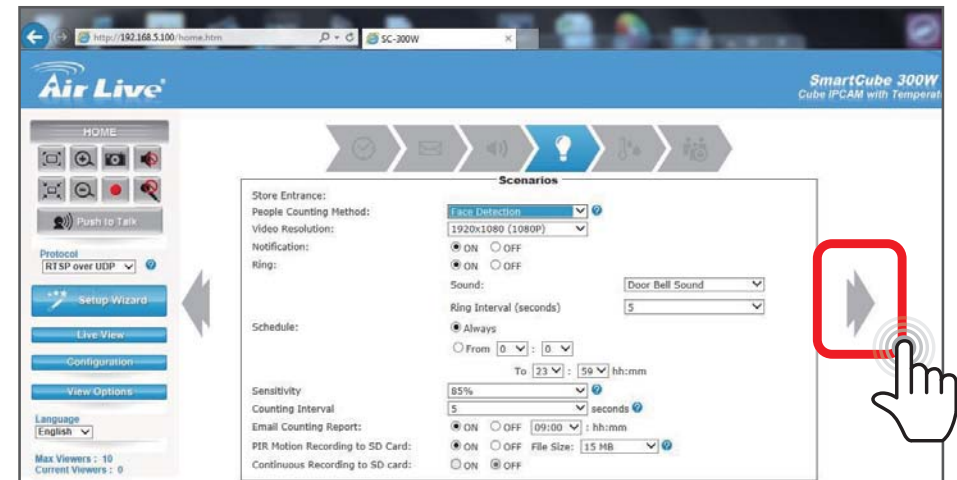 http://192.168.5.100/home.htm
SC-300W
Air Live
SmartCube 300W
Cube IPCAM with Temperat
HOME
Push to Talk
Protocol
RTSP over UDP
Setup Wizard
Live View
Configuration
View Options
Language
English
Max Viewers : 10
Current Viewers : 0
Scenarios
Store Entrance:
People Counting Method: Face Detection
Video Resolution: 1920x1080 (1080P)
Notification: ON OFF
Ring: ON OFF
Sound: Door Bell Sound
Ring Interval (seconds) 5
Schedule: Always
From 0 : 0
To 23 : 59 hh:mm
Sensitivity 85%
Counting Interval 5 seconds
Email Counting Report: ON OFF 09:00 : hh:mm
PIR Motion Recording to SD Card: ON OFF File Size: 15 MB
Continuous Recording to SD card: ON OFF